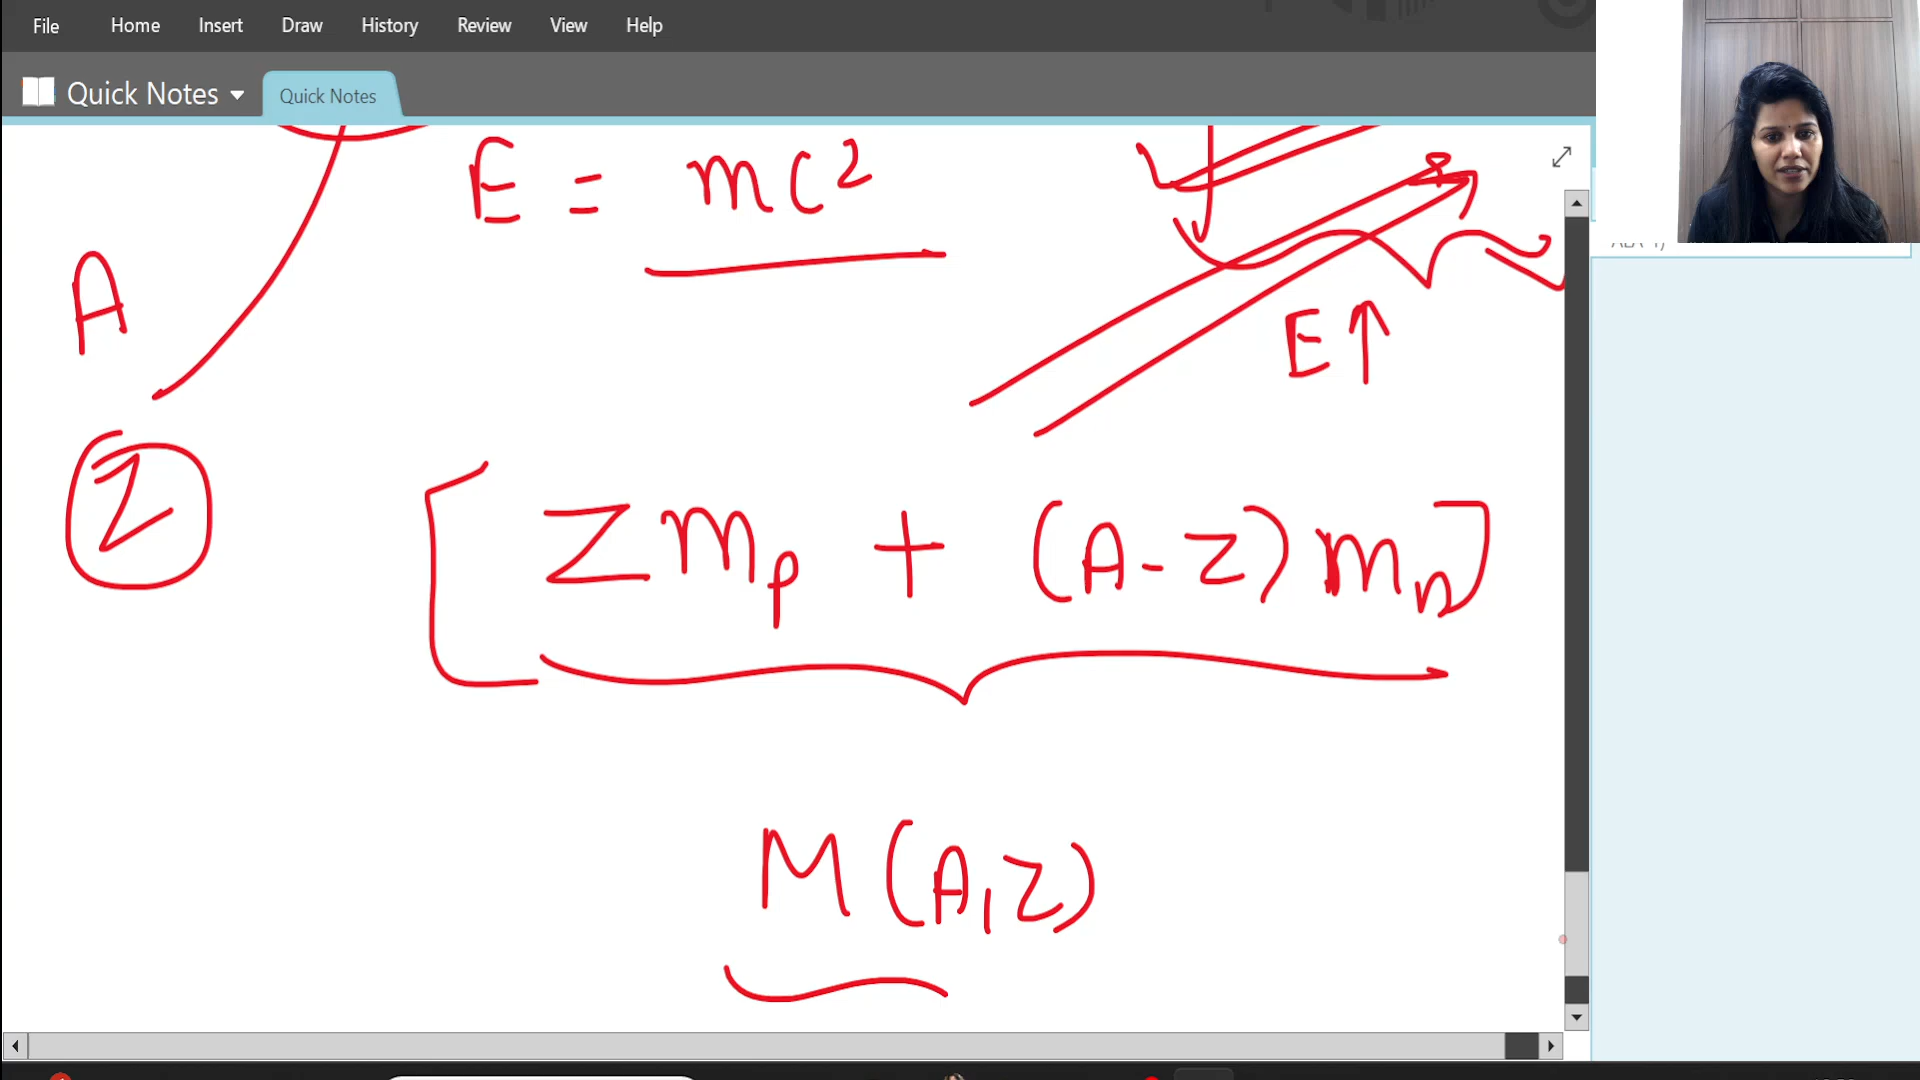 File Home Insert Draw History Review View Help
Quick Notes Quick Notes
E = mc²
A
E↑
Z
[Zmp + (A-Z)mn]
M(A,Z)